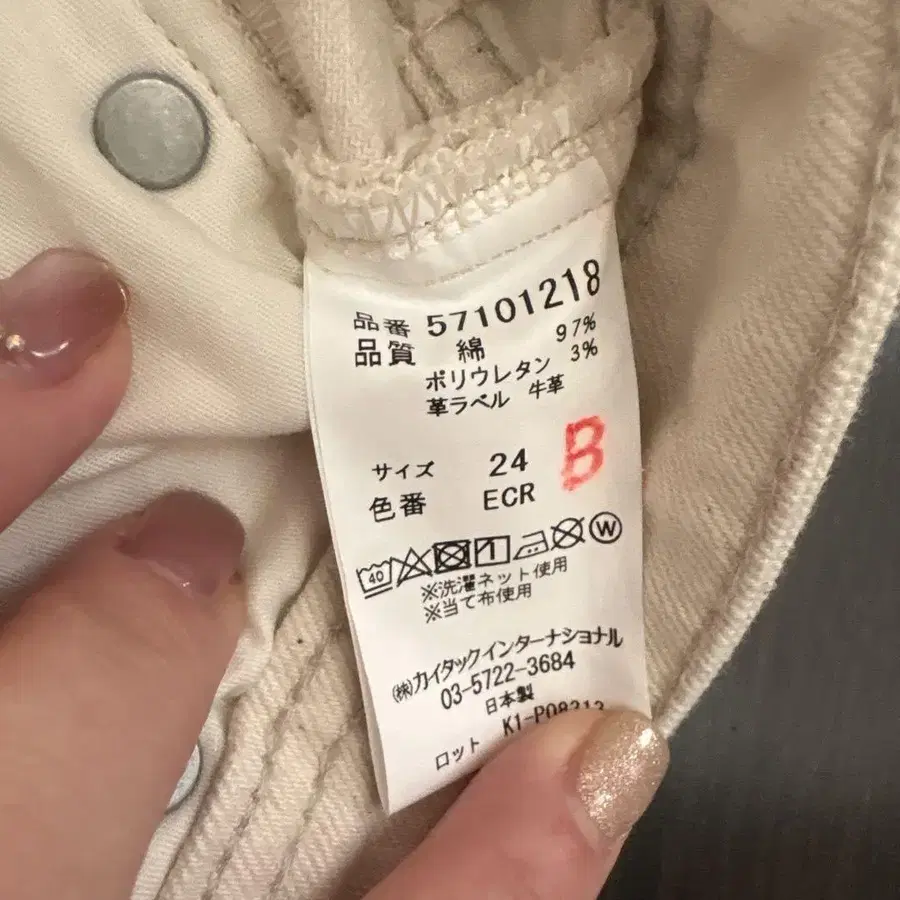 品番 57101218
品質 綿 97%
ポリウレタン 3%
革ラベル 牛革
サイズ 24 B
色番 ECR
40 W
※洗濯ネット使用
※当て布使用
㈱カイタックインターナショナル
03-5722-3684
日本製
ロット K1-P08313